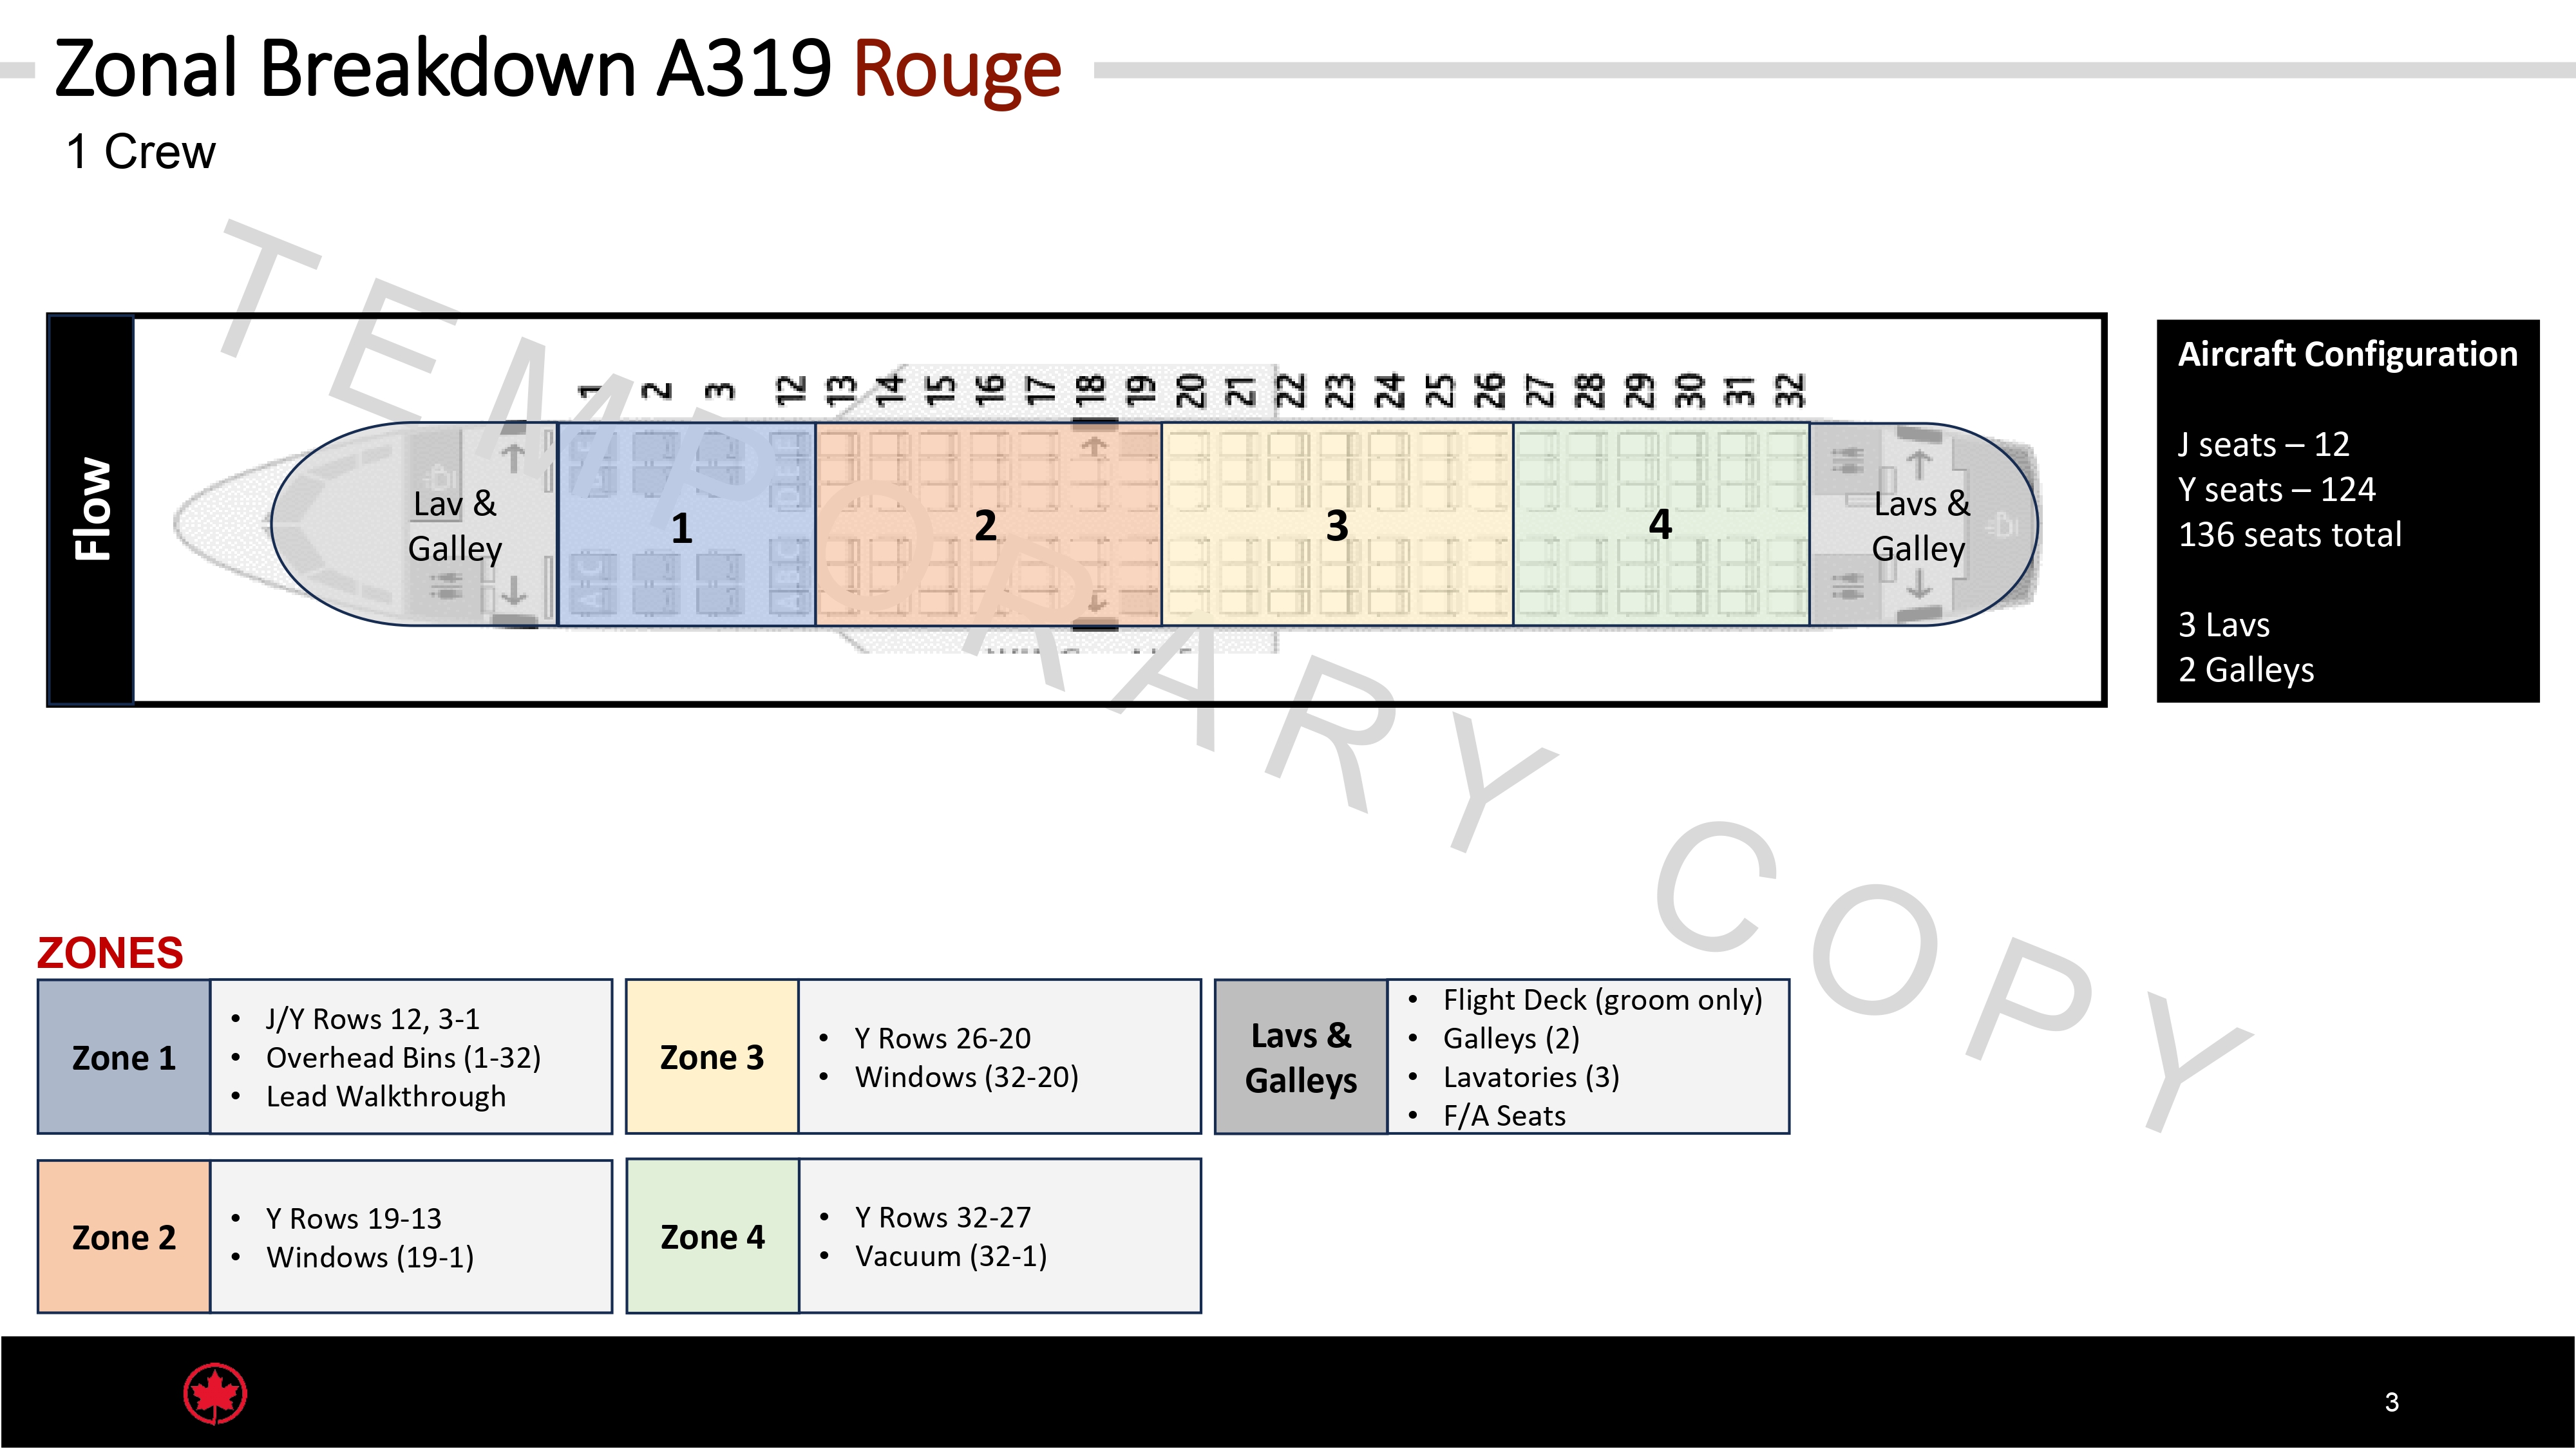 Zonal Breakdown A319 Rouge
1 Crew
TEMPORARY COPY
Flow
1 2 3 12 13 14 15 16 17 18 19 20 21 22 23 24 25 26 27 28 29 30 31 32
Lav &
Galley
1
2
3
4
Lavs &
Galley
Aircraft Configuration
J seats – 12
Y seats – 124
136 seats total
3 Lavs
2 Galleys
ZONES
Zone 1
• J/Y Rows 12, 3-1
• Overhead Bins (1-32)
• Lead Walkthrough
Zone 3
• Y Rows 26-20
• Windows (32-20)
Lavs &
Galleys
• Flight Deck (groom only)
• Galleys (2)
• Lavatories (3)
• F/A Seats
Zone 2
• Y Rows 19-13
• Windows (19-1)
Zone 4
• Y Rows 32-27
• Vacuum (32-1)
3